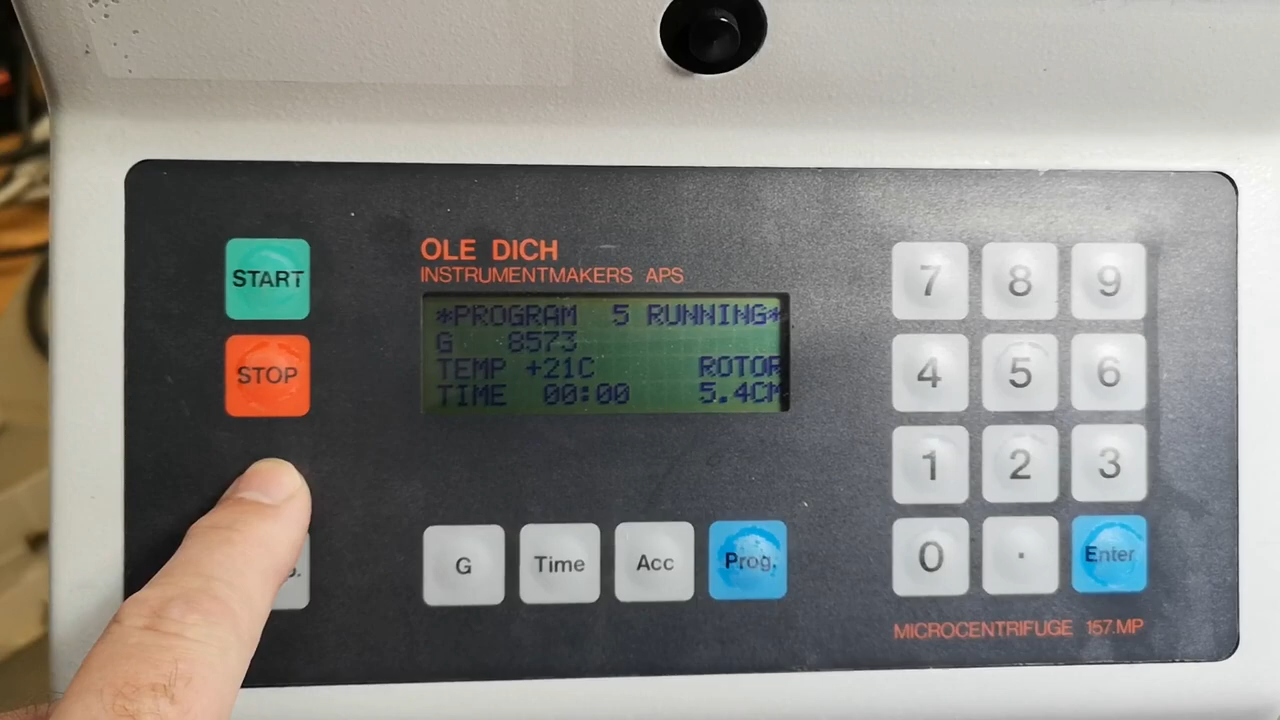 START
STOP
OLE DICH
INSTRUMENTMAKERS APS
*PROGRAM 5 RUNNING*
G 8573
TEMP +21C ROTOR
TIME 00:00 5.4CM
G Time Acc Prog.
7 8 9
4 5 6
1 2 3
0 . Enter
MICROCENTRIFUGE 157.MP